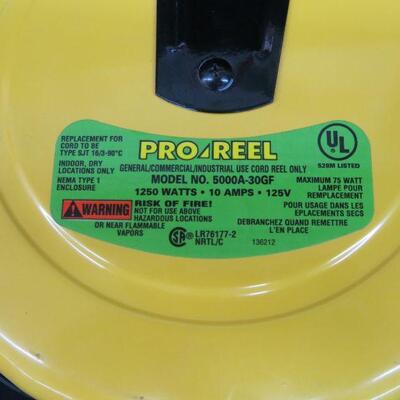 REPLACEMENT FOR
CORD TO BE
TYPE SJT 16/3-90°C
INDOOR, DRY
LOCATIONS ONLY
NEMA TYPE 1
ENCLOSURE
PRO REEL
GENERAL/COMMERCIAL/INDUSTRIAL USE CORD REEL ONLY
MODEL NO. 5000A-30GF
1250 WATTS • 10 AMPS • 125V
UL
529M LISTED
MAXIMUM 75 WATT
LAMPE POUR
REMPLACEMENT
POUR USAGE DANS LES
EPLACEMENTS SECS
DEBRANCHEZ QUAND REMETTRE
L'EN PLACE
WARNING
RISK OF FIRE!
NOT FOR USE ABOVE
HAZARDOUS LOCATIONS
OR NEAR FLAMMABLE
VAPORS
SA
LR76177-2
NRTL/C
136212